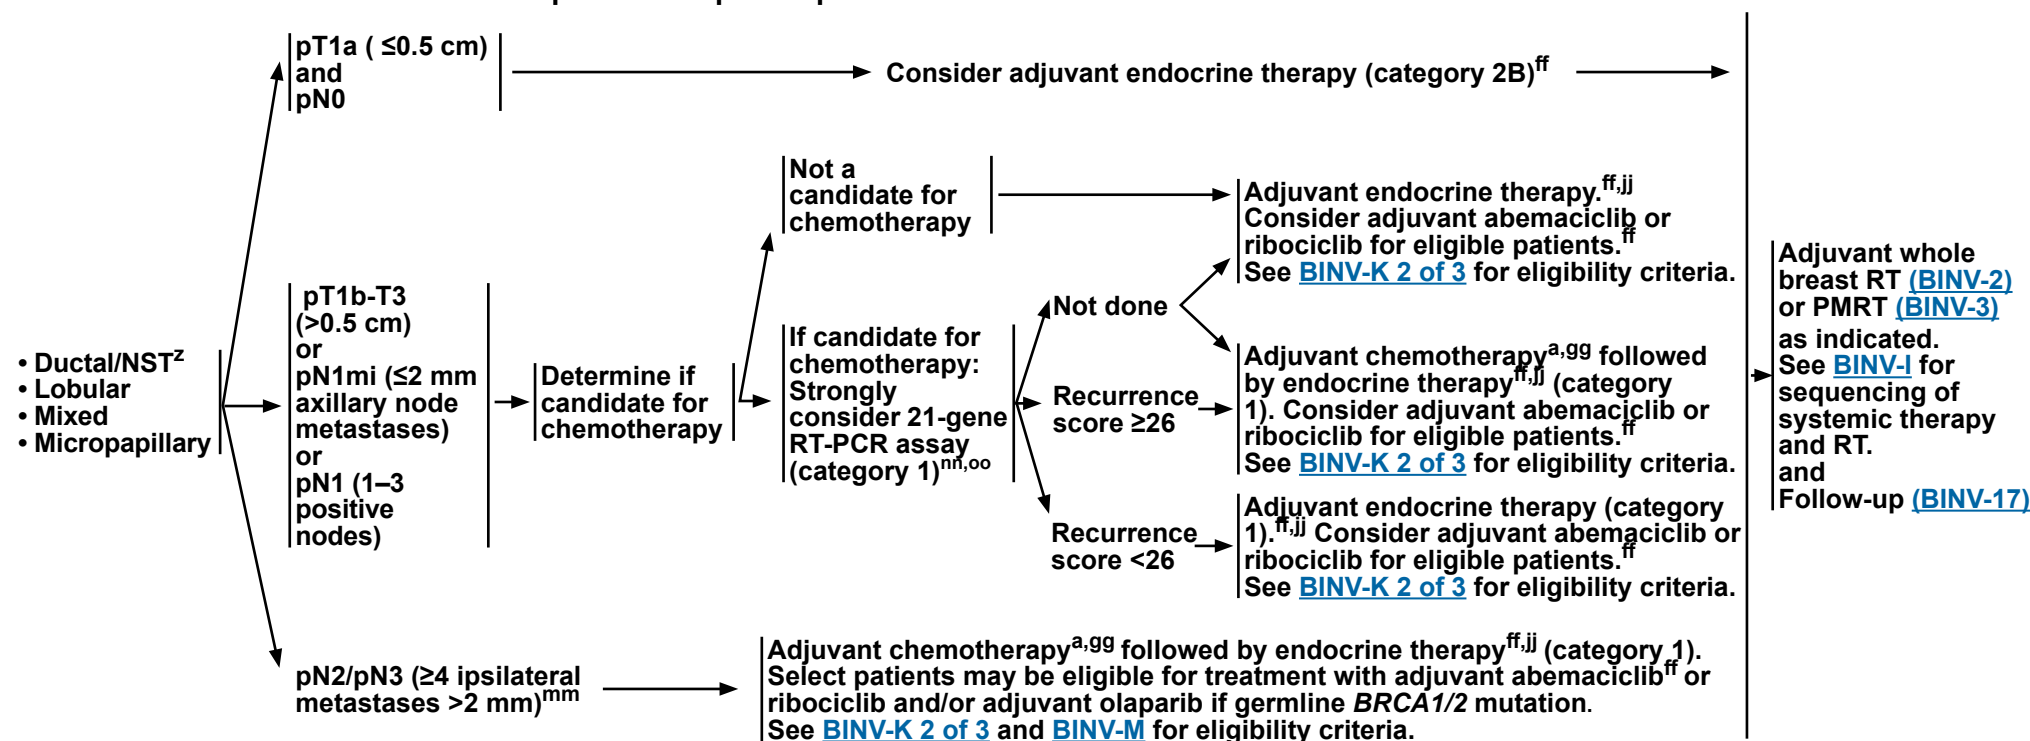 pT1a ( ≤0.5 cm)
and
pN0
Consider adjuvant endocrine therapy (category 2B)ff
Not a
candidate for
chemotherapy
Adjuvant endocrine therapy.ff,jj
Consider adjuvant abemaciclib or
ribociclib for eligible patients.ff
See BINV-K 2 of 3 for eligibility criteria.
• Ductal/NSTz
• Lobular
• Mixed
• Micropapillary
pT1b-T3
(>0.5 cm)
or
pN1mi (≤2 mm
axillary node
metastases)
or
pN1 (1–3
positive
nodes)
Determine if
candidate for
chemotherapy
If candidate for
chemotherapy:
Strongly
consider 21-gene
RT-PCR assay
(category 1)nn,oo
Not done
Recurrence
score ≥26
Adjuvant chemotherapya,gg followed
by endocrine therapyff,jj (category
1). Consider adjuvant abemaciclib or
ribociclib for eligible patients.ff
See BINV-K 2 of 3 for eligibility criteria.
Recurrence
score <26
Adjuvant endocrine therapy (category
1).ff,jj Consider adjuvant abemaciclib or
ribociclib for eligible patients.ff
See BINV-K 2 of 3 for eligibility criteria.
Adjuvant whole
breast RT (BINV-2)
or PMRT (BINV-3)
as indicated.
See BINV-I for
sequencing of
systemic therapy
and RT.
and
Follow-up (BINV-17)
pN2/pN3 (≥4 ipsilateral
metastases >2 mm)mm
Adjuvant chemotherapya,gg followed by endocrine therapyff,jj (category 1).
Select patients may be eligible for treatment with adjuvant abemaciclibff or
ribociclib and/or adjuvant olaparib if germline BRCA1/2 mutation.
See BINV-K 2 of 3 and BINV-M for eligibility criteria.